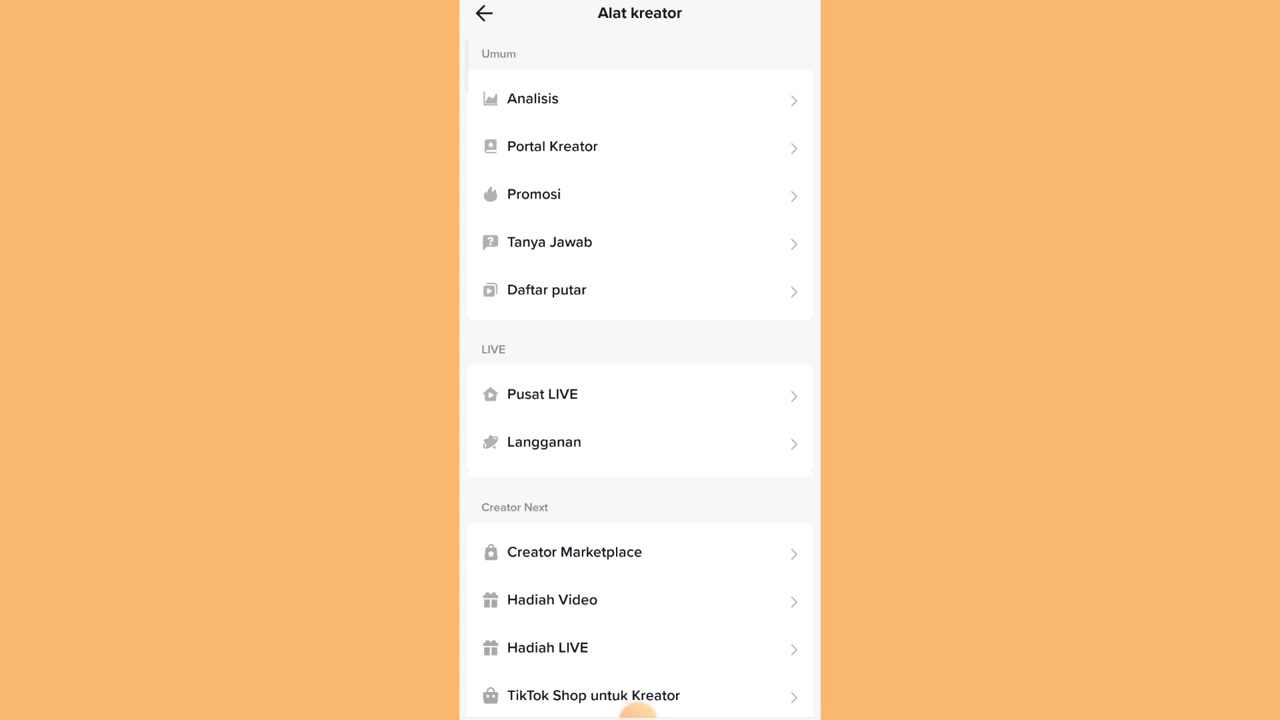 Alat kreator
Umum
Analisis
Portal Kreator
Promosi
Tanya Jawab
Daftar putar
LIVE
Pusat LIVE
Langganan
Creator Next
Creator Marketplace
Hadiah Video
Hadiah LIVE
TikTok Shop untuk Kreator